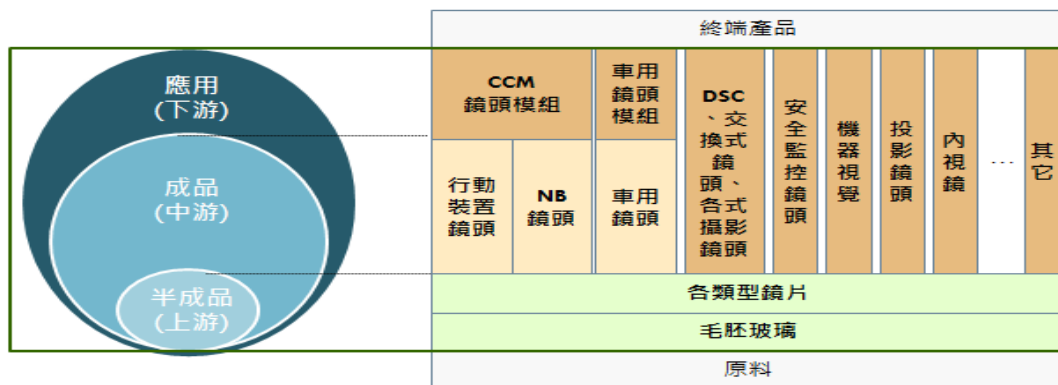 終端產品
應用
(下游)
成品
(中游)
半成品
(上游)
CCM
鏡頭模組
車用
鏡頭
模組
行動
裝置
鏡頭
NB
鏡頭
車用
鏡頭
DSC
、交
換式
鏡
頭、
各式
攝影
鏡頭
安
全
監
控
鏡
頭
機
器
視
覺
投
影
鏡
頭
內
視
鏡
...
其
它
各類型鏡片
毛胚玻璃
原料